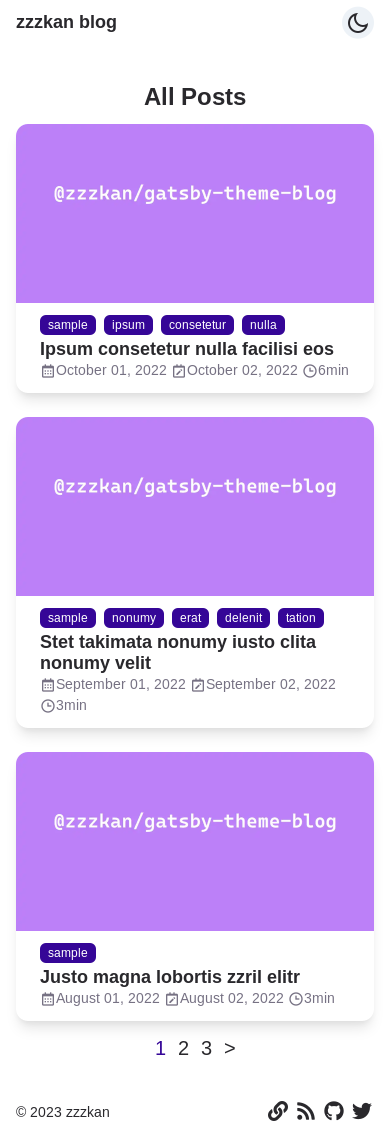 zzzkan blog
All Posts
@zzzkan/gatsby-theme-blog
sample ipsum consetetur nulla
Ipsum consetetur nulla facilisi eos
October 01, 2022 October 02, 2022 6min
@zzzkan/gatsby-theme-blog
sample nonumy erat delenit tation
Stet takimata nonumy iusto clita
nonumy velit
September 01, 2022 September 02, 2022
3min
@zzzkan/gatsby-theme-blog
sample
Justo magna lobortis zzril elitr
August 01, 2022 August 02, 2022 3min
1 2 3 >
© 2023 zzzkan